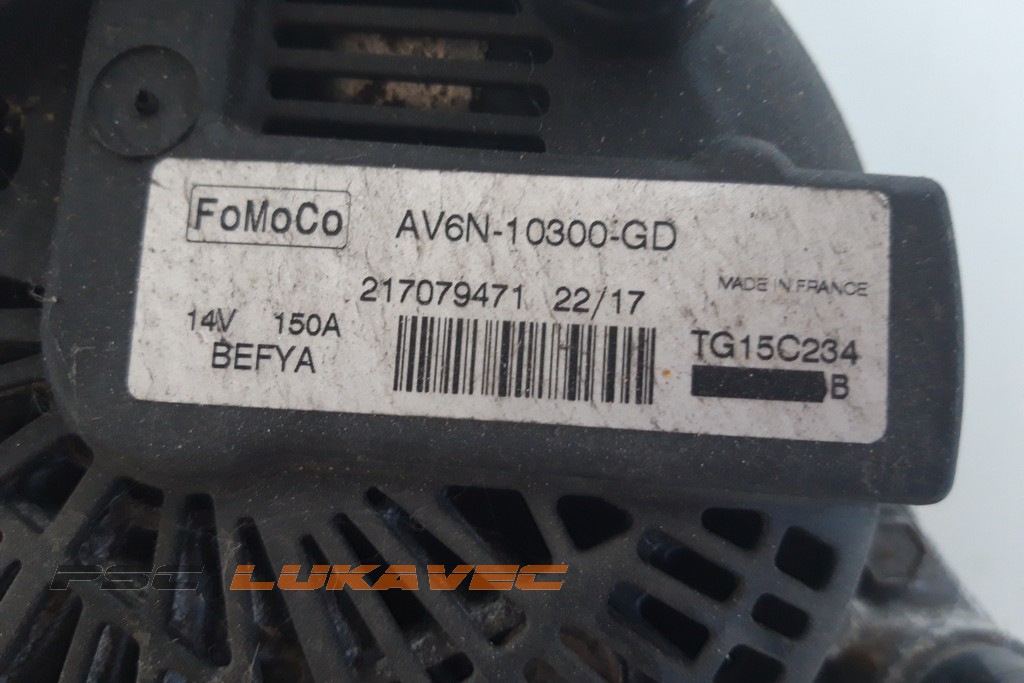 FoMoCo AV6N-10300-GD
217079471 22/17 MADE IN FRANCE
14V 150A TG15C234
BEFYA B
PSC LUKAVEC